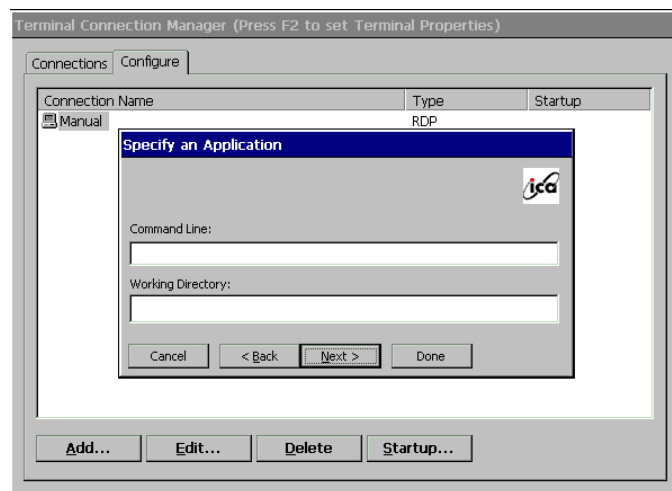 Terminal Connection Manager (Press F2 to set Terminal Properties)
Connections Configure
Connection Name Type Startup
Manual RDP
Specify an Application
ica
Command Line:
Working Directory:
Cancel < Back Next > Done
Add... Edit... Delete Startup...